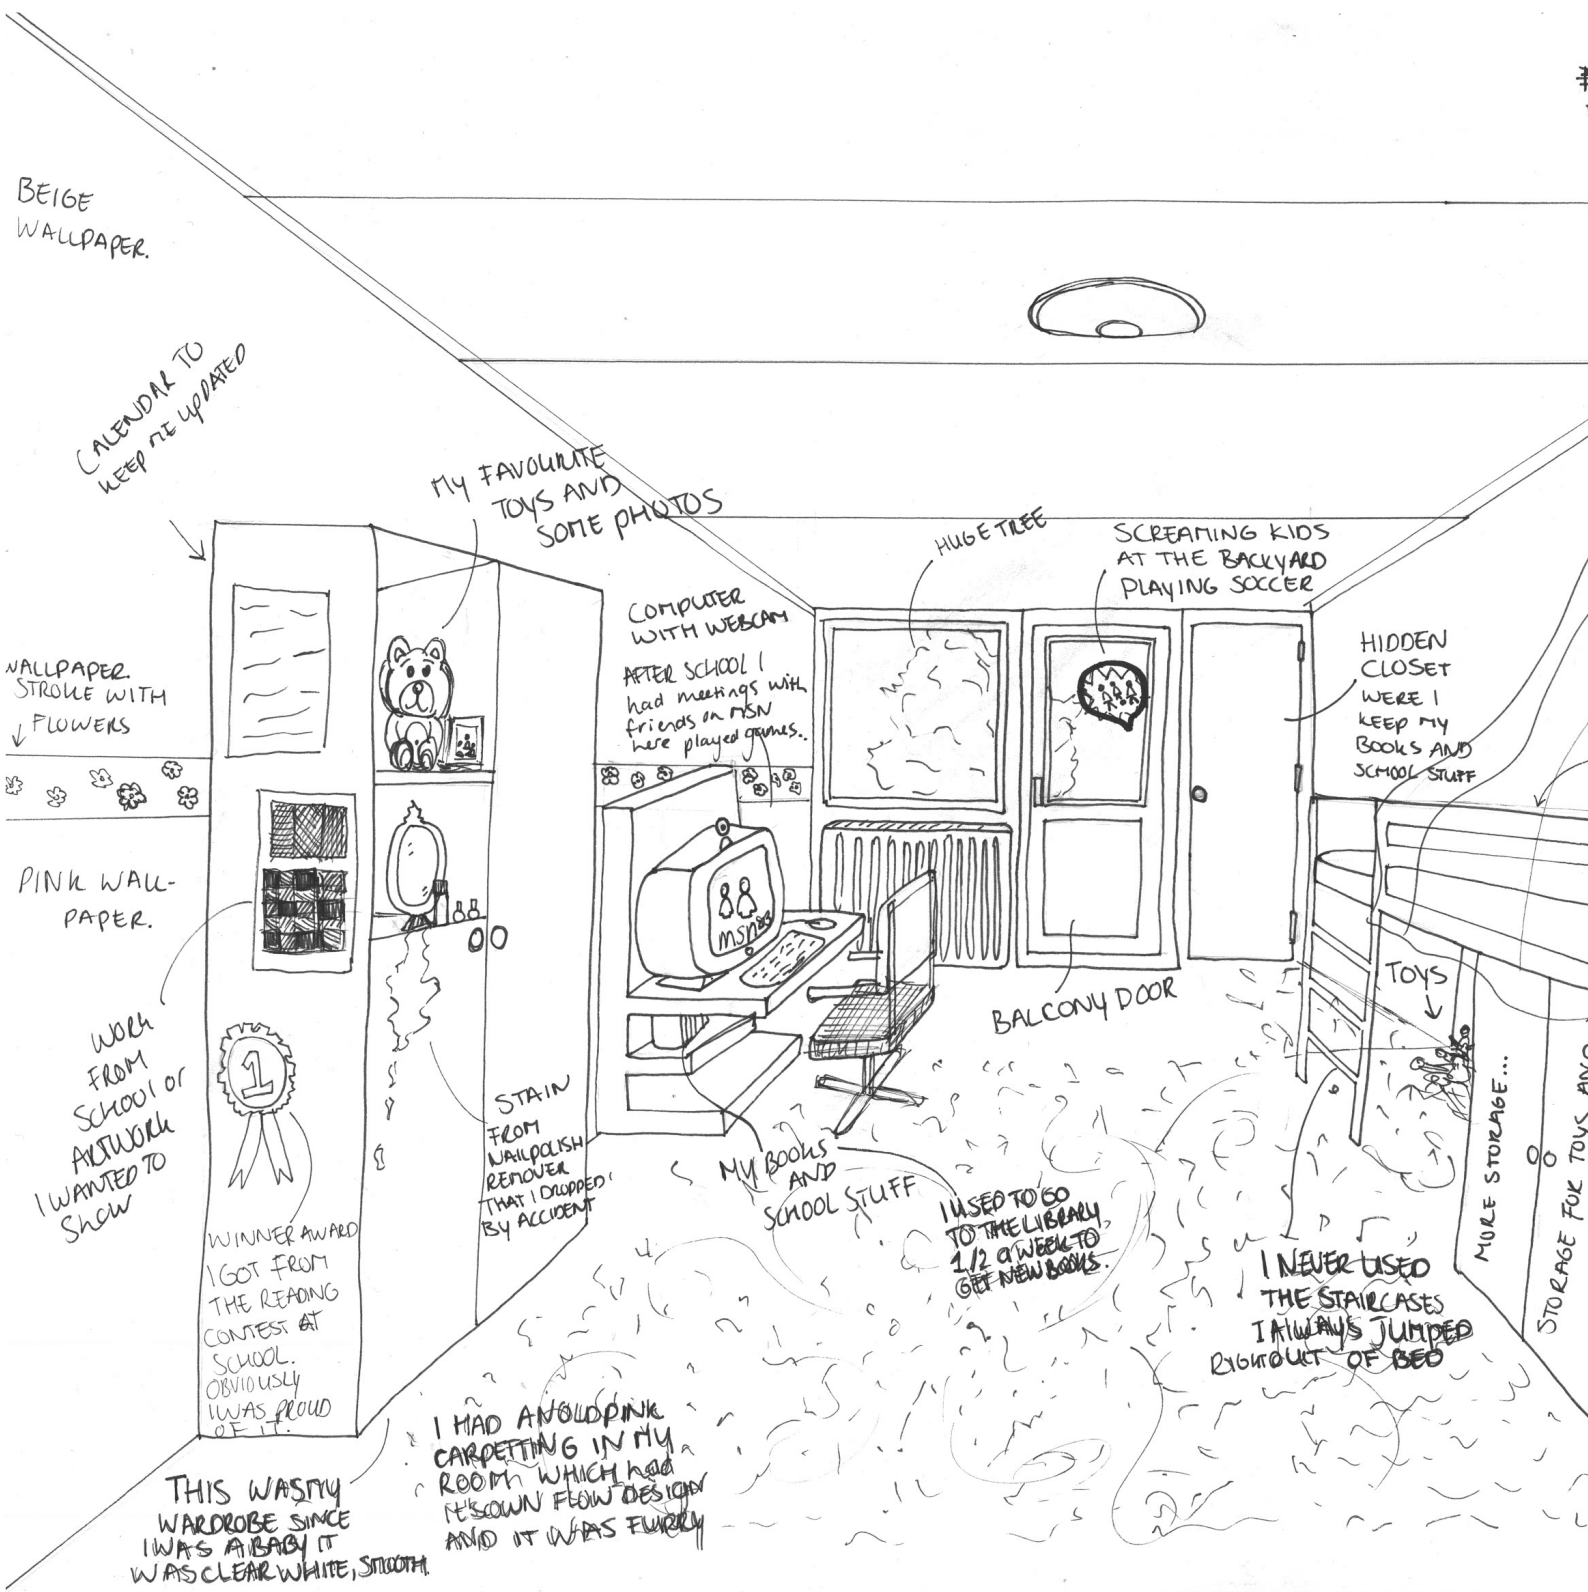 BEIGE
WALLPAPER.
CALENDAR TO
KEEP ME UPDATED
MY FAVOURITE
TOYS AND
SOME PHOTOS
WALLPAPER.
STROKE WITH
FLOWERS
PINK WALL-
PAPER.
WORK
FROM
SCHOOL OR
ARTWORK
I WANTED TO
SHOW
1
WINNER AWARD
I GOT FROM
THE READING
CONTEST AT
SCHOOL.
OBVIOUSLY
I WAS PROUD
OF IT.
THIS WAS MY
WARDROBE SINCE
I WAS A BABY IT
WAS CLEAR WHITE, SMOOTH.
STAIN
FROM
NAILPOLISH
REMOVER
THAT I DROPPED
BY ACCIDENT
COMPUTER
WITH WEBCAM
AFTER SCHOOL I
had meetings with
friends on MSN
were played games..
msn
HUGE TREE
SCREAMING KIDS
AT THE BACKYARD
PLAYING SOCCER
HIDDEN
CLOSET
WERE I
KEEP MY
BOOKS AND
SCHOOL STUFF
BALCONY DOOR
MY BOOKS
AND
SCHOOL STUFF
I USED TO GO
TO THE LIBRARY
1/2 a WEEK TO
GET NEW BOOKS.
I HAD AN OLD PINK
CARPETTING IN MY
ROOM WHICH had
it's OWN FLOW DESIGN
AND IT WAS FLURRY
TOYS
MORE STORAGE...
STORAGE FOR TOYS AND
I NEVER USED
THE STAIRCASES
I ALWAYS JUMPED
RIGHT OUT OF BED